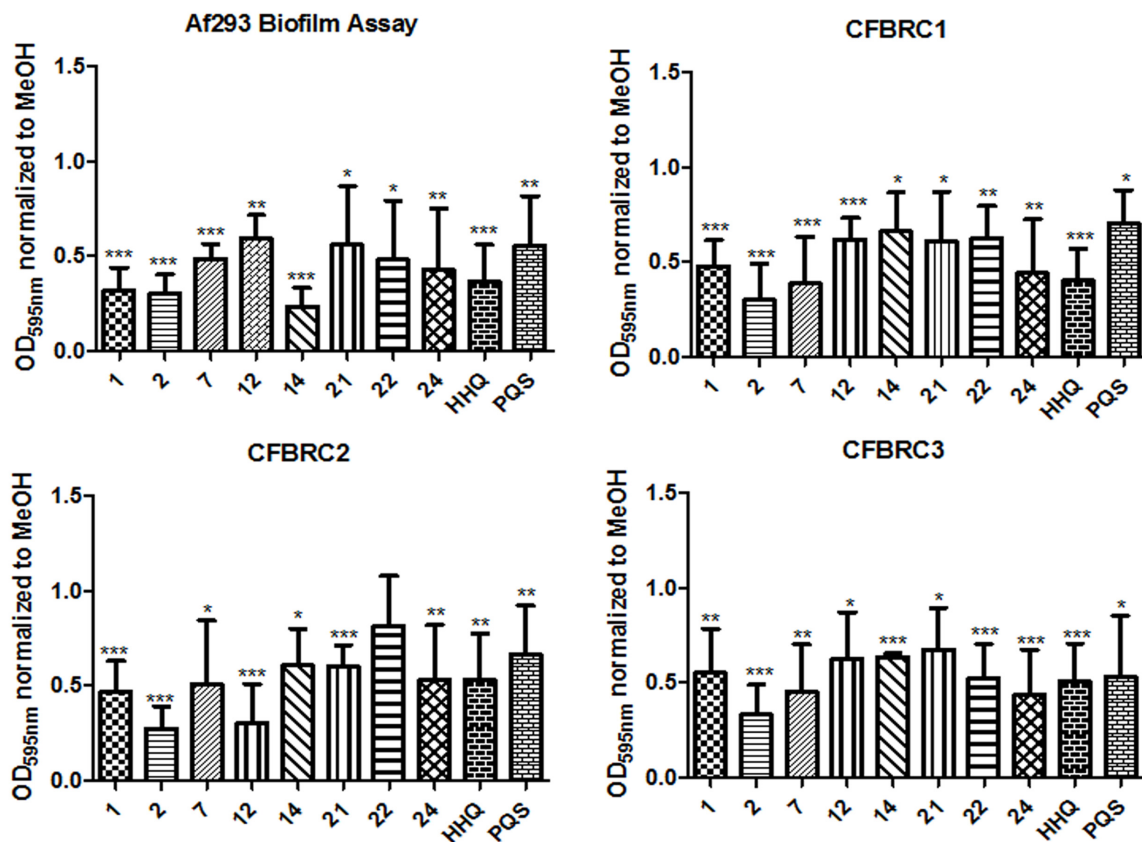 Af293 Biofilm Assay
OD595nm normalized to MeOH
1.5
1.0
0.5
0.0
*** *** *** ** *** * * ** *** **
1 2 7 12 14 21 22 24 HHQ PQS
CFBRC1
OD595nm normalized to MeOH
1.5
1.0
0.5
0.0
*** *** *** *** * * ** ** *** *
1 2 7 12 14 21 22 24 HHQ PQS
CFBRC2
OD595nm normalized to MeOH
1.5
1.0
0.5
0.0
*** *** * *** * *** ** ** **
1 2 7 12 14 21 22 24 HHQ PQS
CFBRC3
OD595nm normalized to MeOH
1.5
1.0
0.5
0.0
** *** ** * *** * *** *** *** *
1 2 7 12 14 21 22 24 HHQ PQS